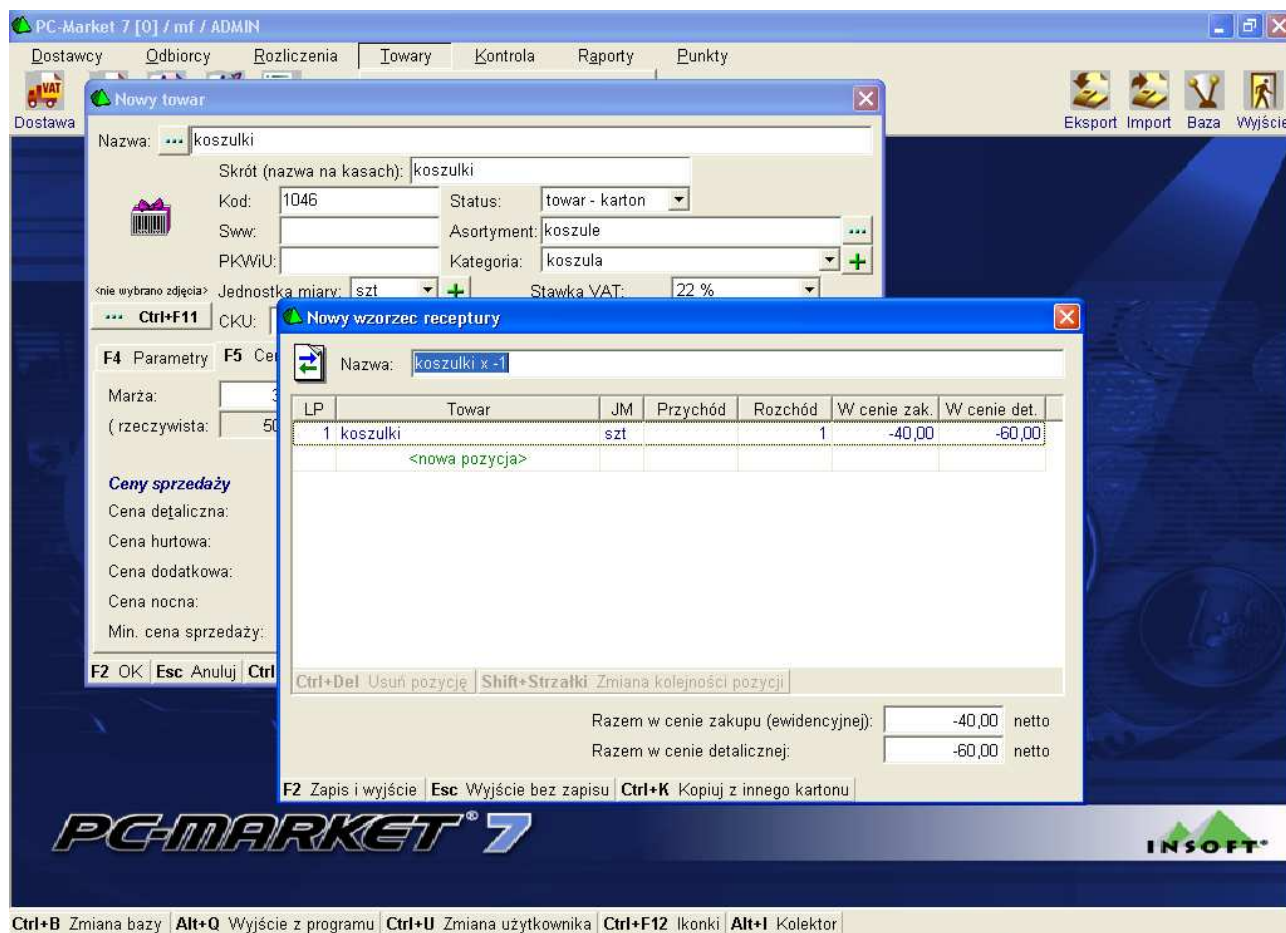 PC-Market 7 [0] / mf / ADMIN
Dostawcy Odbiorcy Rozliczenia Towary Kontrola Raporty Punkty
VAT
Dostawa Eksport Import Baza Wyjście
Nowy towar
Nazwa: ... koszulki
Skrót (nazwa na kasach): koszulki
Kod: 1046 Status: towar - karton
Sww: Asortyment: koszule ...
PKWiU: Kategoria: koszula
<nie wybrano zdjęcia> Jednostka miary: szt Stawka VAT: 22 %
... Ctrl+F11 CKU:
F4 Parametry F5
Marża:
( rzeczywista: 50
Ceny sprzedaży
Cena detaliczna:
Cena hurtowa:
Cena dodatkowa:
Cena nocna:
Min. cena sprzedaży:
F2 OK Esc Anuluj
Nowy wzorzec receptury
Nazwa: koszulki x -1
LP Towar JM Przychód Rozchód W cenie zak. W cenie det.
1 koszulki szt 1 -40,00 -60,00
<nowa pozycja>
Ctrl+Del Usuń pozycję Shift+Strzałki Zmiana kolejności pozycji
Razem w cenie zakupu (ewidencyjnej): -40,00 netto
Razem w cenie detalicznej: -60,00 netto
F2 Zapis i wyjście Esc Wyjście bez zapisu Ctrl+K Kopiuj z innego kartonu
PC-MARKET® 7
INSOFT
Ctrl+B Zmiana bazy Alt+Q Wyjście z programu Ctrl+U Zmiana użytkownika Ctrl+F12 Ikonki Alt+I Kolektor